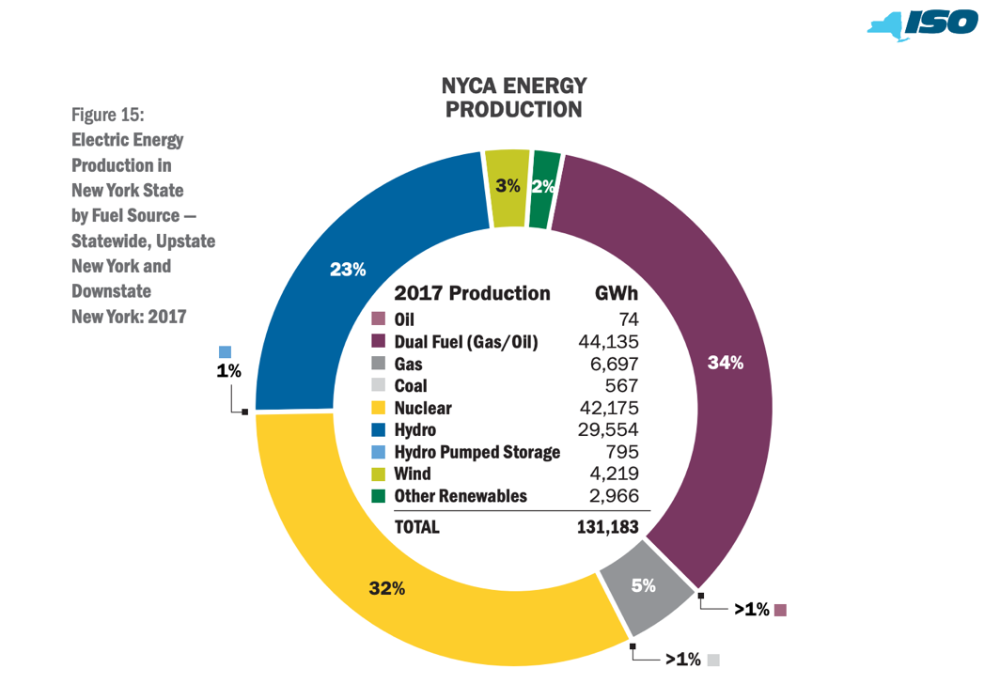 ISO
NYCA ENERGY
PRODUCTION
Figure 15:
Electric Energy
Production in
New York State
by Fuel Source —
Statewide, Upstate
New York and
Downstate
New York: 2017
3%
2%
23%
34%
1%
2017 Production GWh
Oil 74
Dual Fuel (Gas/Oil) 44,135
Gas 6,697
Coal 567
Nuclear 42,175
Hydro 29,554
Hydro Pumped Storage 795
Wind 4,219
Other Renewables 2,966
TOTAL 131,183
32%
5%
>1%
>1%